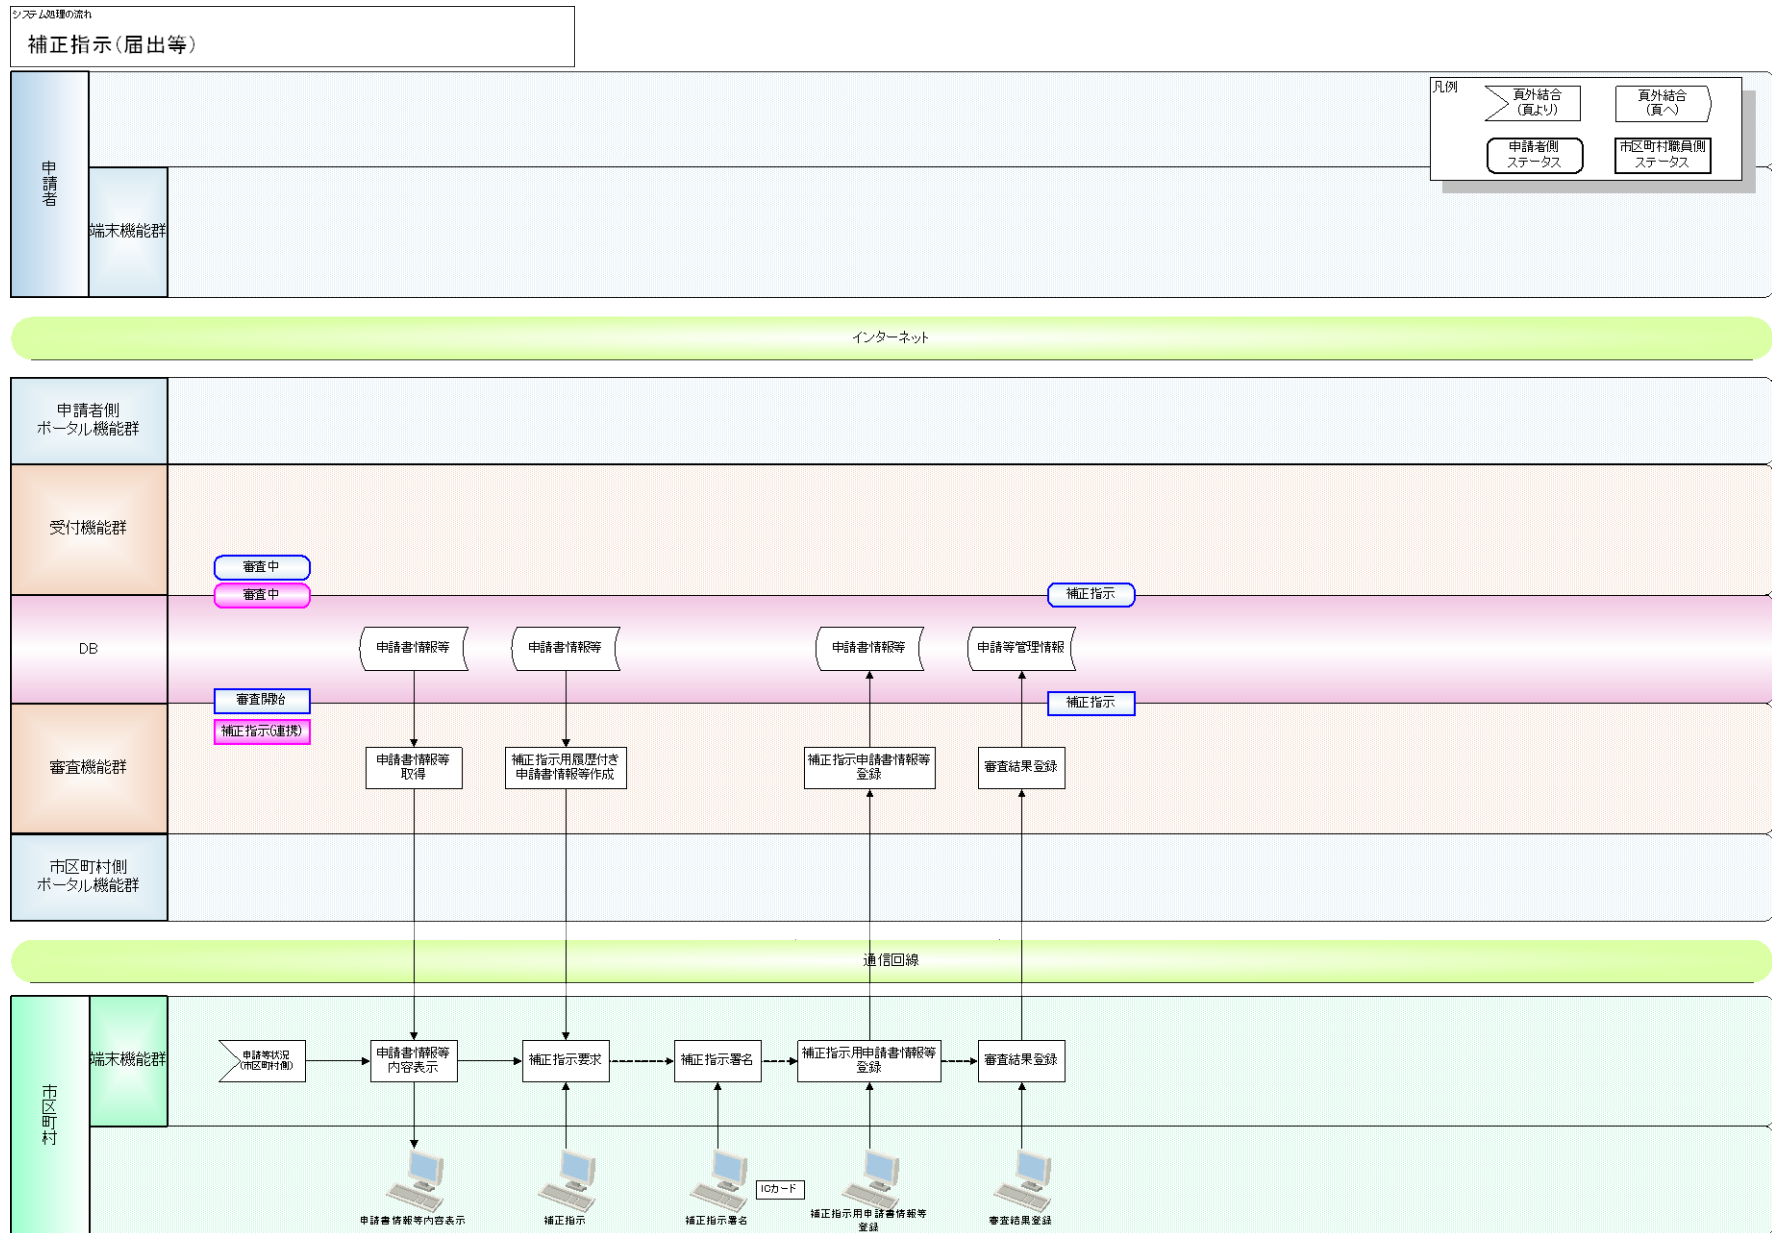 システム処理の流れ
補正指示(届出等)
凡例
頁外結合
(頁より)
頁外結合
(頁へ)
申請者側
ステータス
市区町村職員側
ステータス
申請者
端末機能群
インターネット
申請者側
ポータル機能群
受付機能群
審査中
審査中
補正指示
DB
申請書情報等
申請書情報等
申請書情報等
申請等管理情報
審査開始
補正指示(連携)
補正指示
審査機能群
申請書情報等
取得
補正指示用履歴付き
申請書情報等作成
補正指示申請書情報等
登録
審査結果登録
市区町村側
ポータル機能群
通信回線
市区町村
端末機能群
申請等状況
(市区町村側)
申請書情報等
内容表示
補正指示要求
補正指示署名
補正指示用申請書情報等
登録
審査結果登録
ICカード
申請書情報等内容表示
補正指示
補正指示署名
補正指示用申請書情報等
登録
審査結果登録